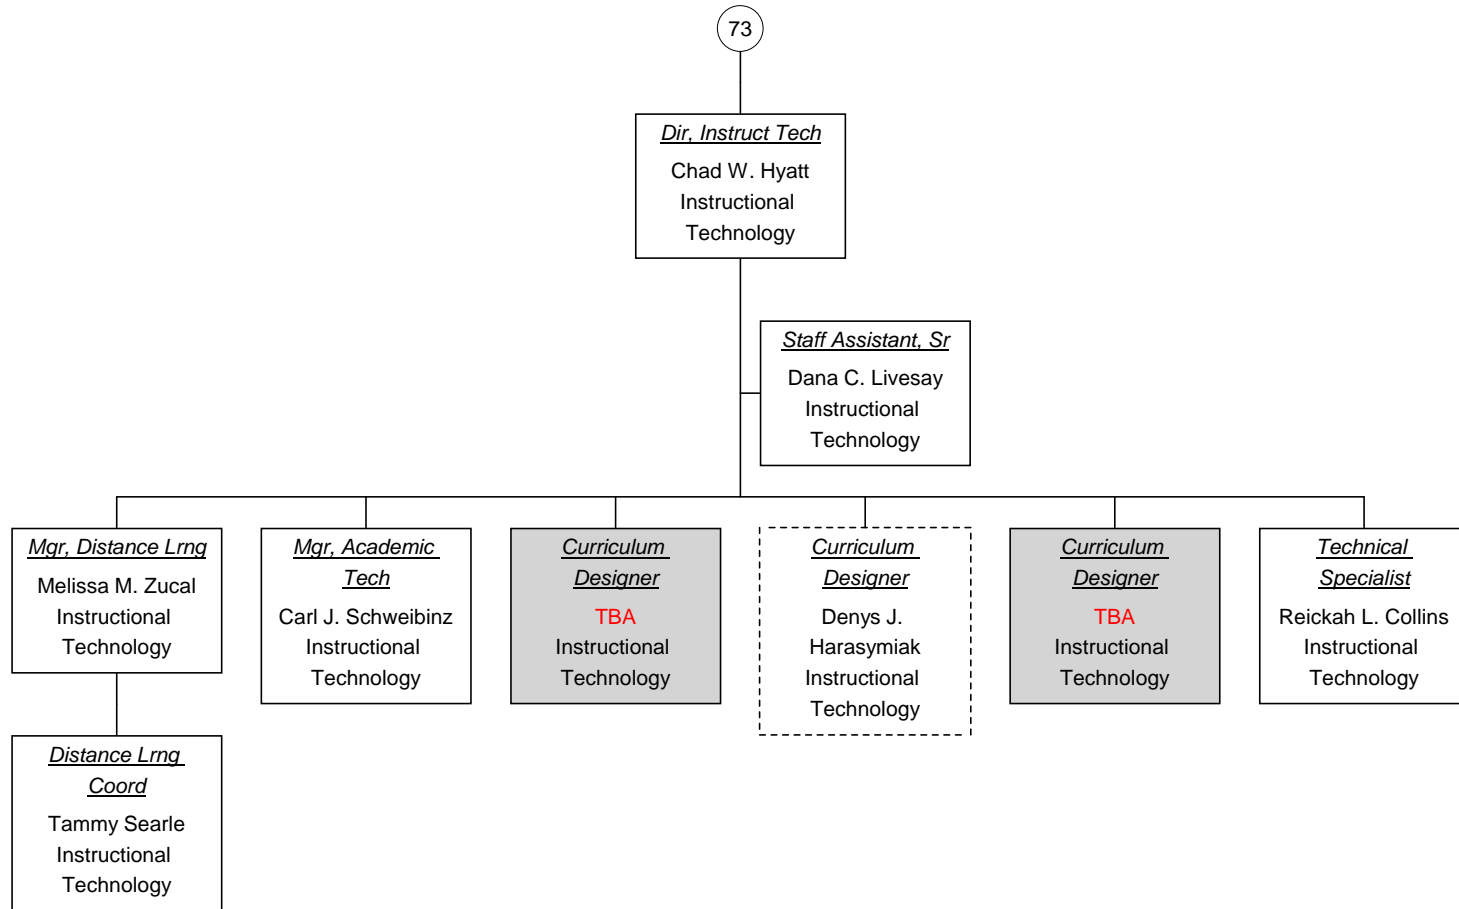 73
Dir, Instruct Tech
Chad W. Hyatt
Instructional
Technology
Staff Assistant, Sr
Dana C. Livesay
Instructional
Technology
Mgr, Distance Lrng
Melissa M. Zucal
Instructional
Technology
Mgr, Academic
Tech
Carl J. Schweibinz
Instructional
Technology
Curriculum
Designer
TBA
Instructional
Technology
Curriculum
Designer
Denys J.
Harasymiak
Instructional
Technology
Curriculum
Designer
TBA
Instructional
Technology
Technical
Specialist
Reickah L. Collins
Instructional
Technology
Distance Lrng
Coord
Tammy Searle
Instructional
Technology